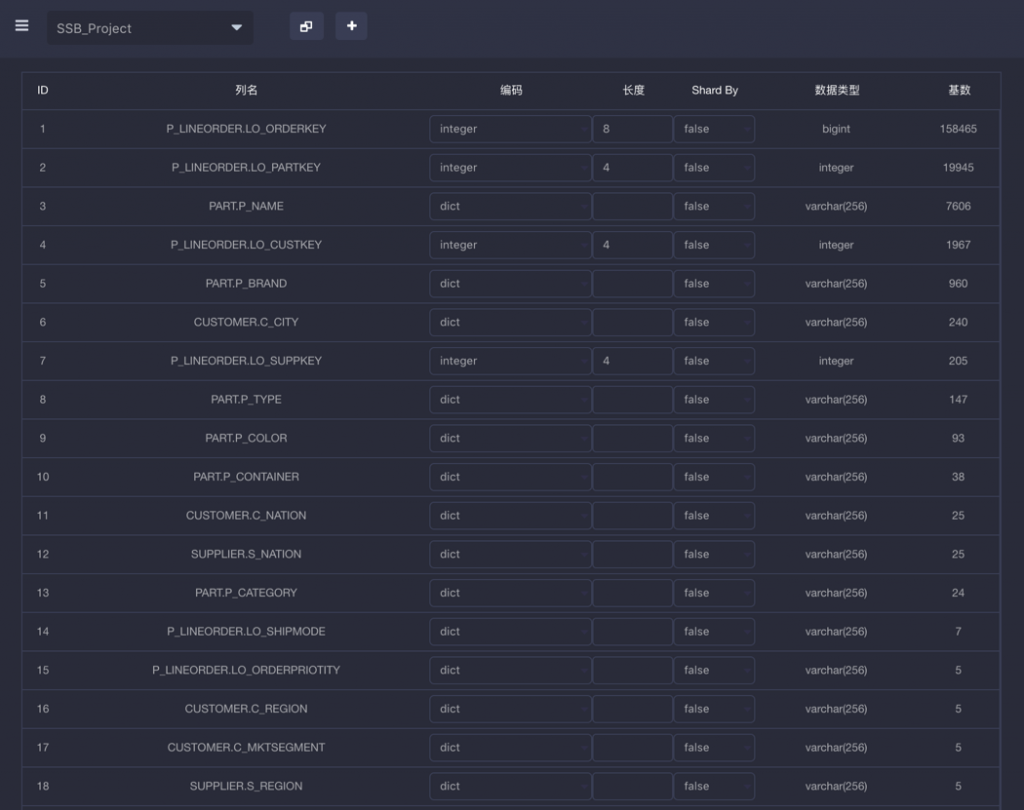 SSB_Project
ID 列名 编码 长度 Shard By 数据类型 基数
1 P_LINEORDER.LO_ORDERKEY integer 8 false bigint 158465
2 P_LINEORDER.LO_PARTKEY integer 4 false integer 19945
3 PART.P_NAME dict false varchar(256) 7606
4 P_LINEORDER.LO_CUSTKEY integer 4 false integer 1967
5 PART.P_BRAND dict false varchar(256) 960
6 CUSTOMER.C_CITY dict false varchar(256) 240
7 P_LINEORDER.LO_SUPPKEY integer 4 false integer 205
8 PART.P_TYPE dict false varchar(256) 147
9 PART.P_COLOR dict false varchar(256) 93
10 PART.P_CONTAINER dict false varchar(256) 38
11 CUSTOMER.C_NATION dict false varchar(256) 25
12 SUPPLIER.S_NATION dict false varchar(256) 25
13 PART.P_CATEGORY dict false varchar(256) 24
14 P_LINEORDER.LO_SHIPMODE dict false varchar(256) 7
15 P_LINEORDER.LO_ORDERPRIOTITY dict false varchar(256) 5
16 CUSTOMER.C_REGION dict false varchar(256) 5
17 CUSTOMER.C_MKTSEGMENT dict false varchar(256) 5
18 SUPPLIER.S_REGION dict false varchar(256) 5